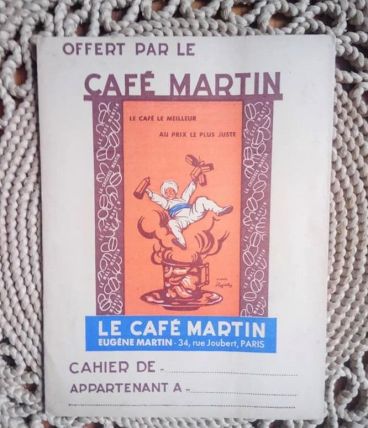 OFFERT PAR LE
CAFÉ MARTIN
LE CAFÉ LE MEILLEUR
AU PRIX LE PLUS JUSTE
LE CAFÉ MARTIN
EUGÈNE MARTIN - 34, rue Joubert, PARIS
CAHIER DE
APPARTENANT A